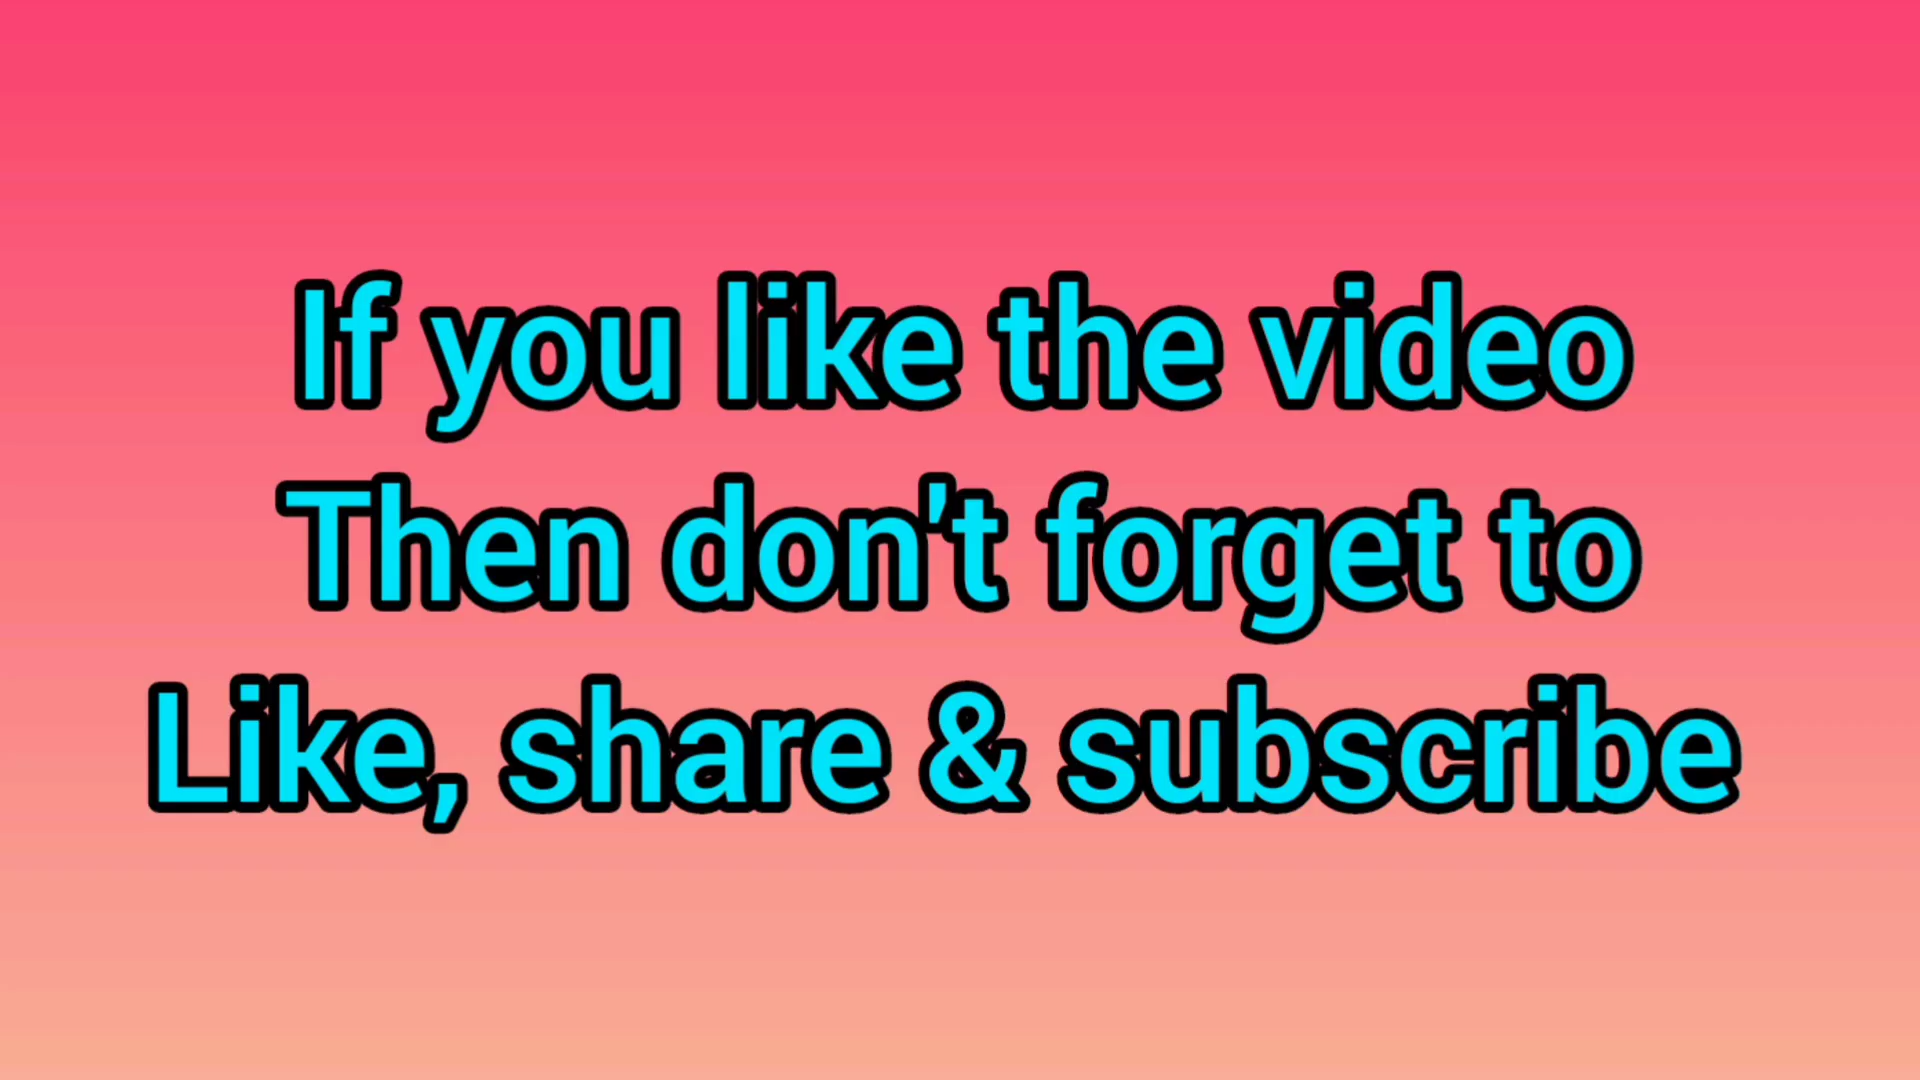 If you like the video
Then don't forget to
Like, share & subscribe